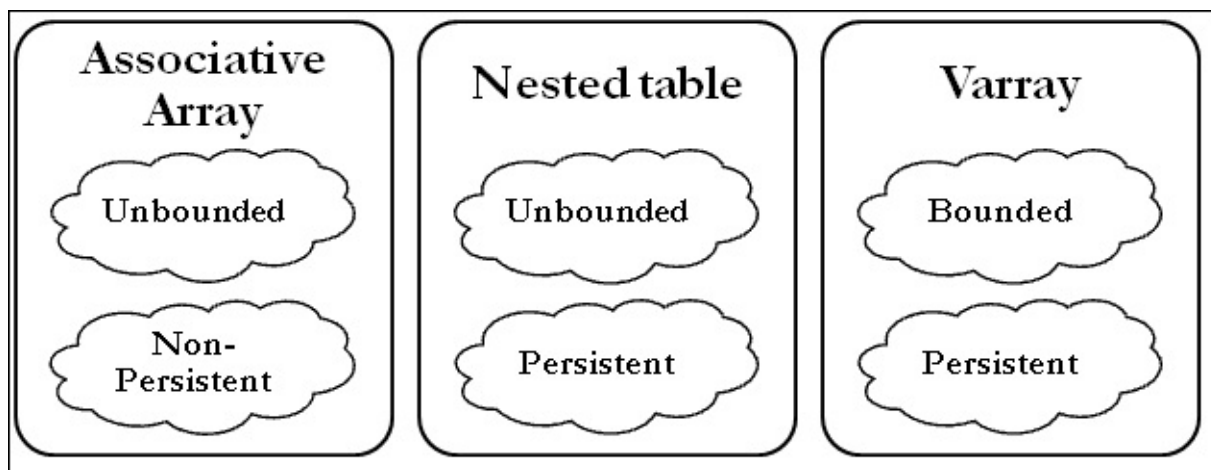 Associative
Array
Unbounded
Non-
Persistent
Nested table
Unbounded
Persistent
Varray
Bounded
Persistent